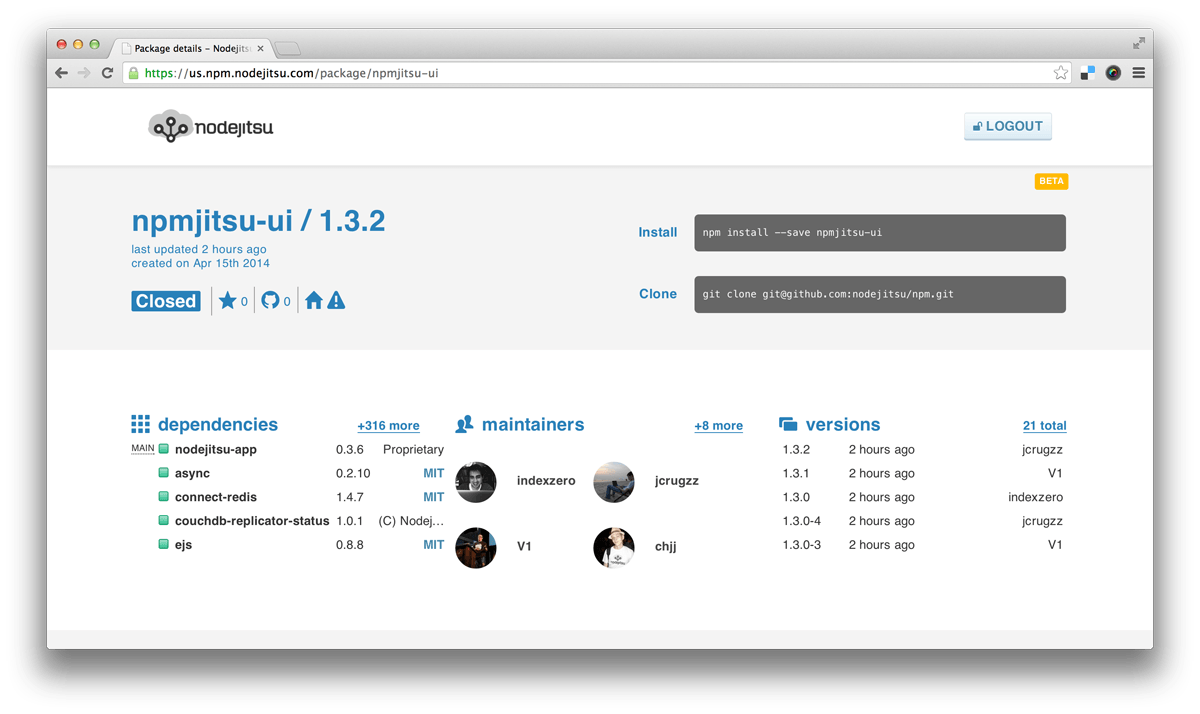 Package details – Nodejits
https://us.npm.nodejitsu.com/package/npmjitsu-ui
nodejitsu
LOGOUT
BETA
npmjitsu-ui / 1.3.2
last updated 2 hours ago
created on Apr 15th 2014
Closed 0 0
Install npm install --save npmjitsu-ui
Clone git clone git@github.com:nodejitsu/npm.git
dependencies +316 more
MAIN nodejitsu-app 0.3.6 Proprietary
async 0.2.10 MIT
connect-redis 1.4.7 MIT
couchdb-replicator-status 1.0.1 (C) Nodej…
ejs 0.8.8 MIT
maintainers +8 more
indexzero jcrugzz
V1 chjj
versions 21 total
1.3.2 2 hours ago jcrugzz
1.3.1 2 hours ago V1
1.3.0 2 hours ago indexzero
1.3.0-4 2 hours ago jcrugzz
1.3.0-3 2 hours ago V1